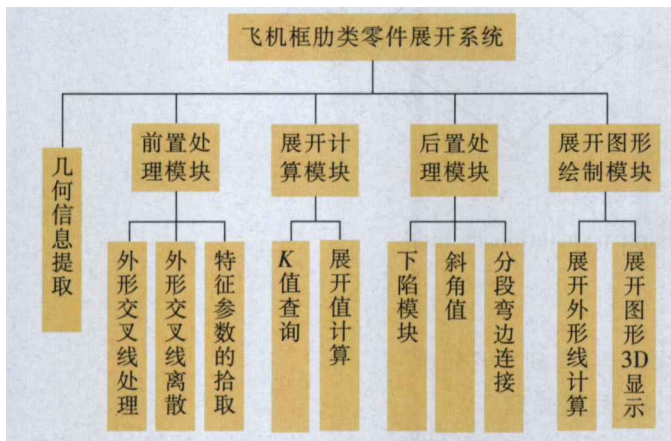 飞机框肋类零件展开系统
几何信息提取
前置处
理模块
展开计
算模块
后置处
理模块
展开图形
绘制模块
外形交叉线处理
外形交叉线离散
特征参数的拾取
K值查询
展开值计算
下陷模块
斜角值
分段弯边连接
展开外形线计算
展开图形3D显示